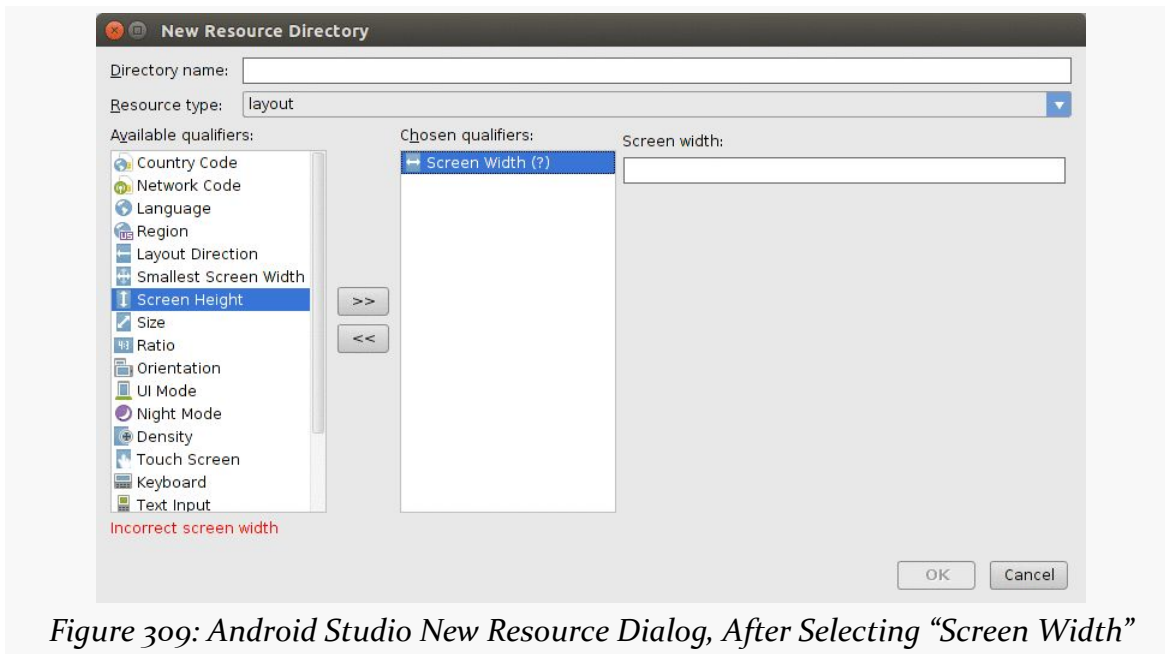 New Resource Directory
Directory name:
Resource type: layout
Available qualifiers:
Country Code
Network Code
Language
Region
Layout Direction
Smallest Screen Width
Screen Height
Size
Ratio
Orientation
UI Mode
Night Mode
Density
Touch Screen
Keyboard
Text Input
>>
<<
Chosen qualifiers:
Screen Width (?)
Screen width:
Incorrect screen width
OK Cancel
Figure 309: Android Studio New Resource Dialog, After Selecting “Screen Width”